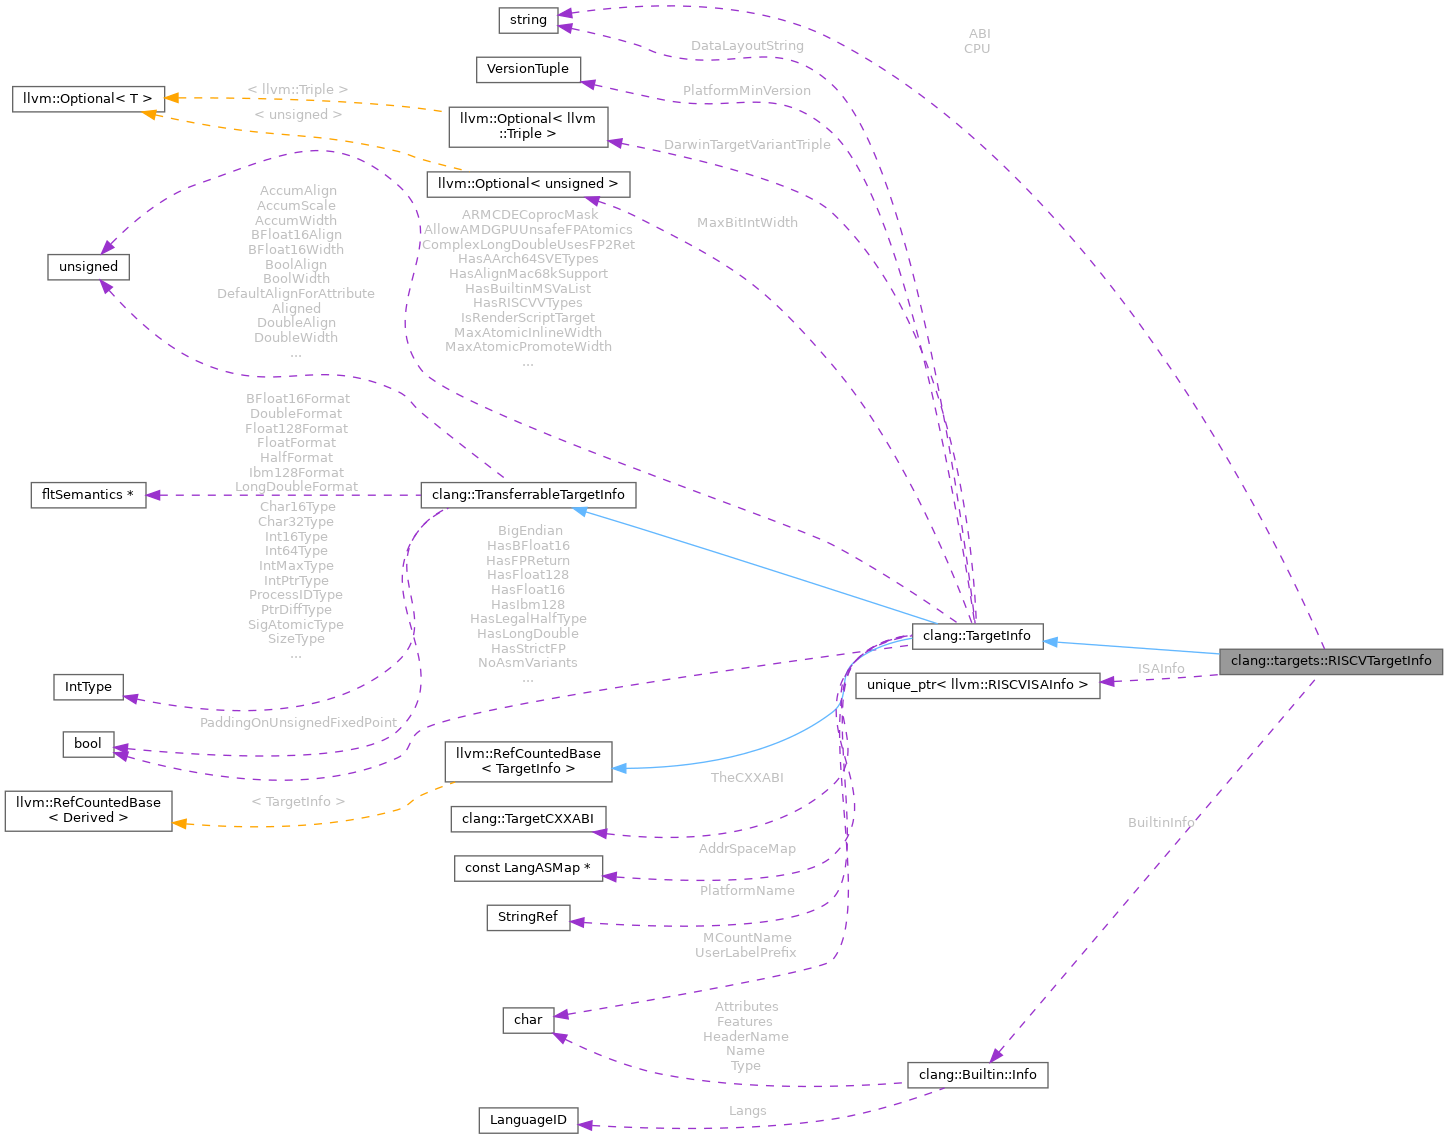 string
ABI
CPU
DataLayoutString
VersionTuple
PlatformMinVersion
llvm::Optional< T >
< llvm::Triple >
< unsigned >
llvm::Optional< llvm
::Triple >
DarwinTargetVariantTriple
llvm::Optional< unsigned >
MaxBitIntWidth
AccumAlign
AccumScale
AccumWidth
BFloat16Align
BFloat16Width
BoolAlign
BoolWidth
DefaultAlignForAttribute
Aligned
DoubleAlign
DoubleWidth
...
ARMCDECoprocMask
AllowAMDGPUUnsafeFPAtomics
ComplexLongDoubleUsesFP2Ret
HasAArch64SVETypes
HasAlignMac68kSupport
HasBuiltinMSVaList
HasRISCVVTypes
IsRenderScriptTarget
MaxAtomicInlineWidth
MaxAtomicPromoteWidth
...
unsigned
BFloat16Format
DoubleFormat
Float128Format
FloatFormat
HalfFormat
Ibm128Format
LongDoubleFormat
fltSemantics *
clang::TransferrableTargetInfo
Char16Type
Char32Type
Int16Type
Int64Type
IntMaxType
IntPtrType
ProcessIDType
PtrDiffType
SigAtomicType
SizeType
...
BigEndian
HasBFloat16
HasFPReturn
HasFloat128
HasFloat16
HasIbm128
HasLegalHalfType
HasLongDouble
HasStrictFP
NoAsmVariants
...
clang::TargetInfo
clang::targets::RISCVTargetInfo
ISAInfo
unique_ptr< llvm::RISCVISAInfo >
IntType
PaddingOnUnsignedFixedPoint
bool
llvm::RefCountedBase
< TargetInfo >
TheCXXABI
llvm::RefCountedBase
< Derived >
< TargetInfo >
clang::TargetCXXABI
BuiltinInfo
AddrSpaceMap
const LangASMap *
PlatformName
StringRef
MCountName
UserLabelPrefix
char
Attributes
Features
HeaderName
Name
Type
clang::Builtin::Info
Langs
LanguageID